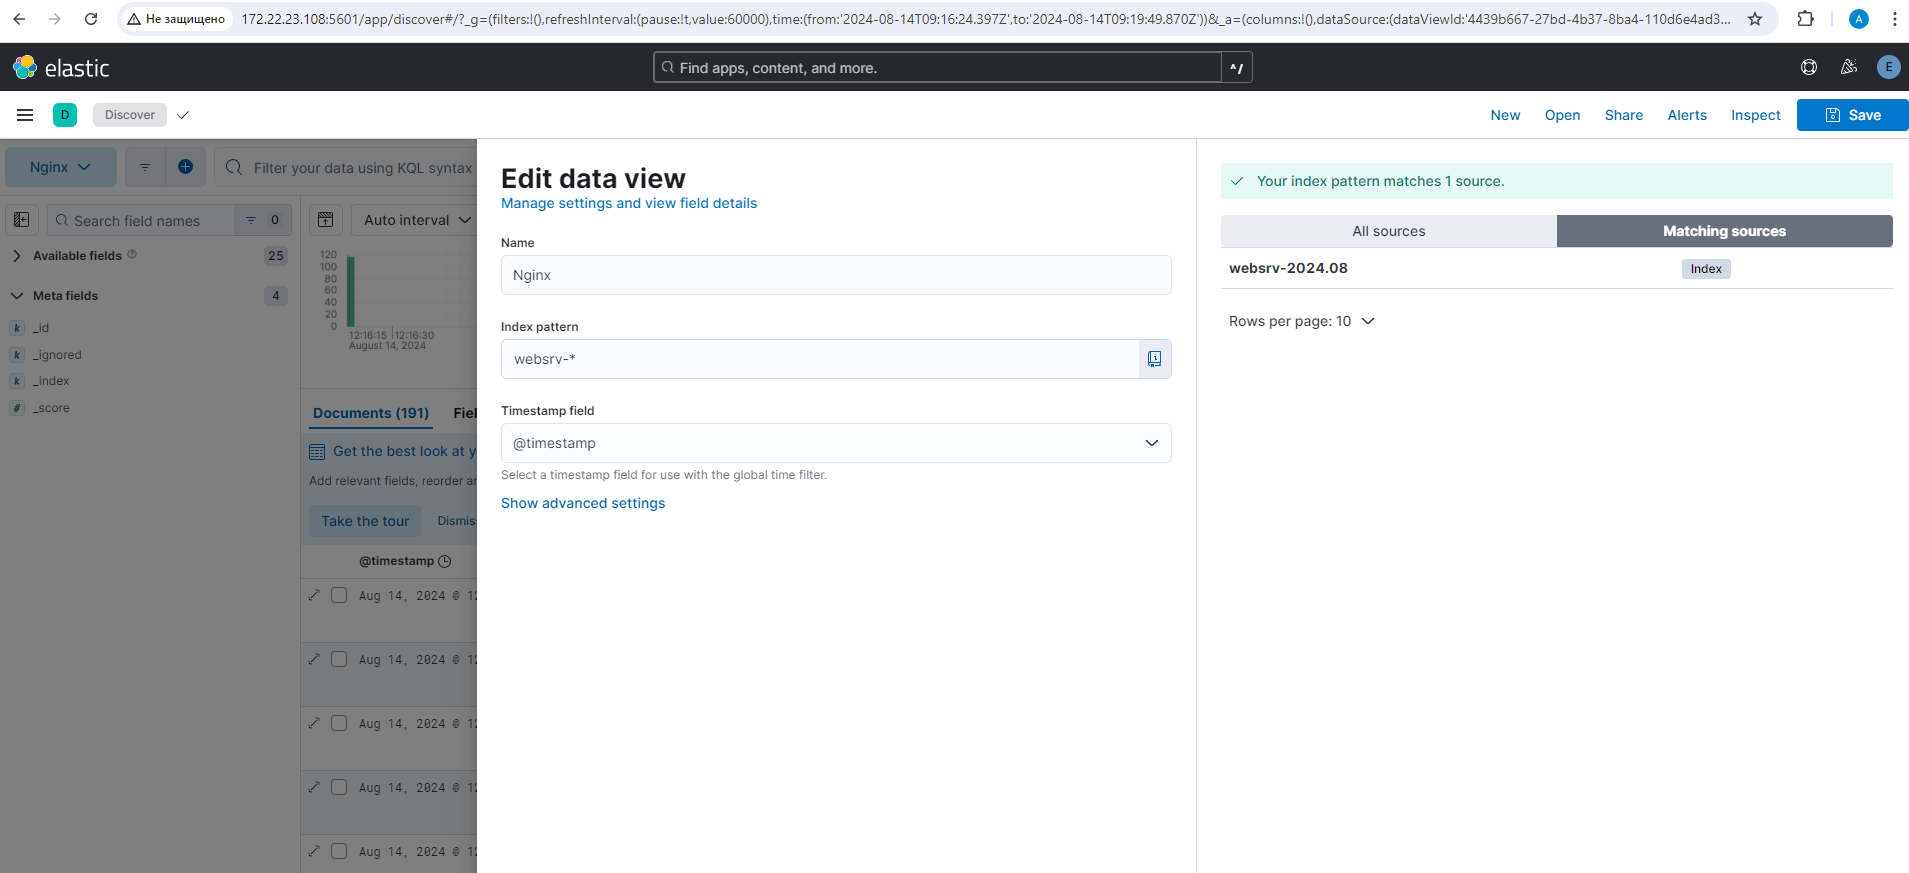 Не защищено
172.22.23.108:5601/app/discover#/?_g=(filters:!(),refreshInterval:(pause:!t,value:60000),time:(from:'2024-08-14T09:16:24.397Z',to:'2024-08-14T09:19:49.870Z'))&_a=(columns:!(),dataSource:(dataViewId:'4439b667-27bd-4b37-8ba4-110d6e4ad3...
A
elastic
Find apps, content, and more.
^/
E
D
Discover
New
Open
Share
Alerts
Inspect
Save
Nginx
Filter your data using KQL syntax
Search field names
0
Available fields
25
Meta fields
4
k _id
k _ignored
k _index
# _score
Auto interval
120
100
80
60
40
20
0
12:16:15
12:16:30
August 14, 2024
Documents (191)
Fiel
Get the best look at y
Add relevant fields, reorder ar
Take the tour
Dismis
@timestamp
Aug 14, 2024 @ 12
Aug 14, 2024 @ 12
Aug 14, 2024 @ 12
Aug 14, 2024 @ 12
Aug 14, 2024 @ 12
Edit data view
Manage settings and view field details
Name
Nginx
Index pattern
websrv-*
Timestamp field
@timestamp
Select a timestamp field for use with the global time filter.
Show advanced settings
Your index pattern matches 1 source.
All sources
Matching sources
websrv-2024.08
Index
Rows per page: 10